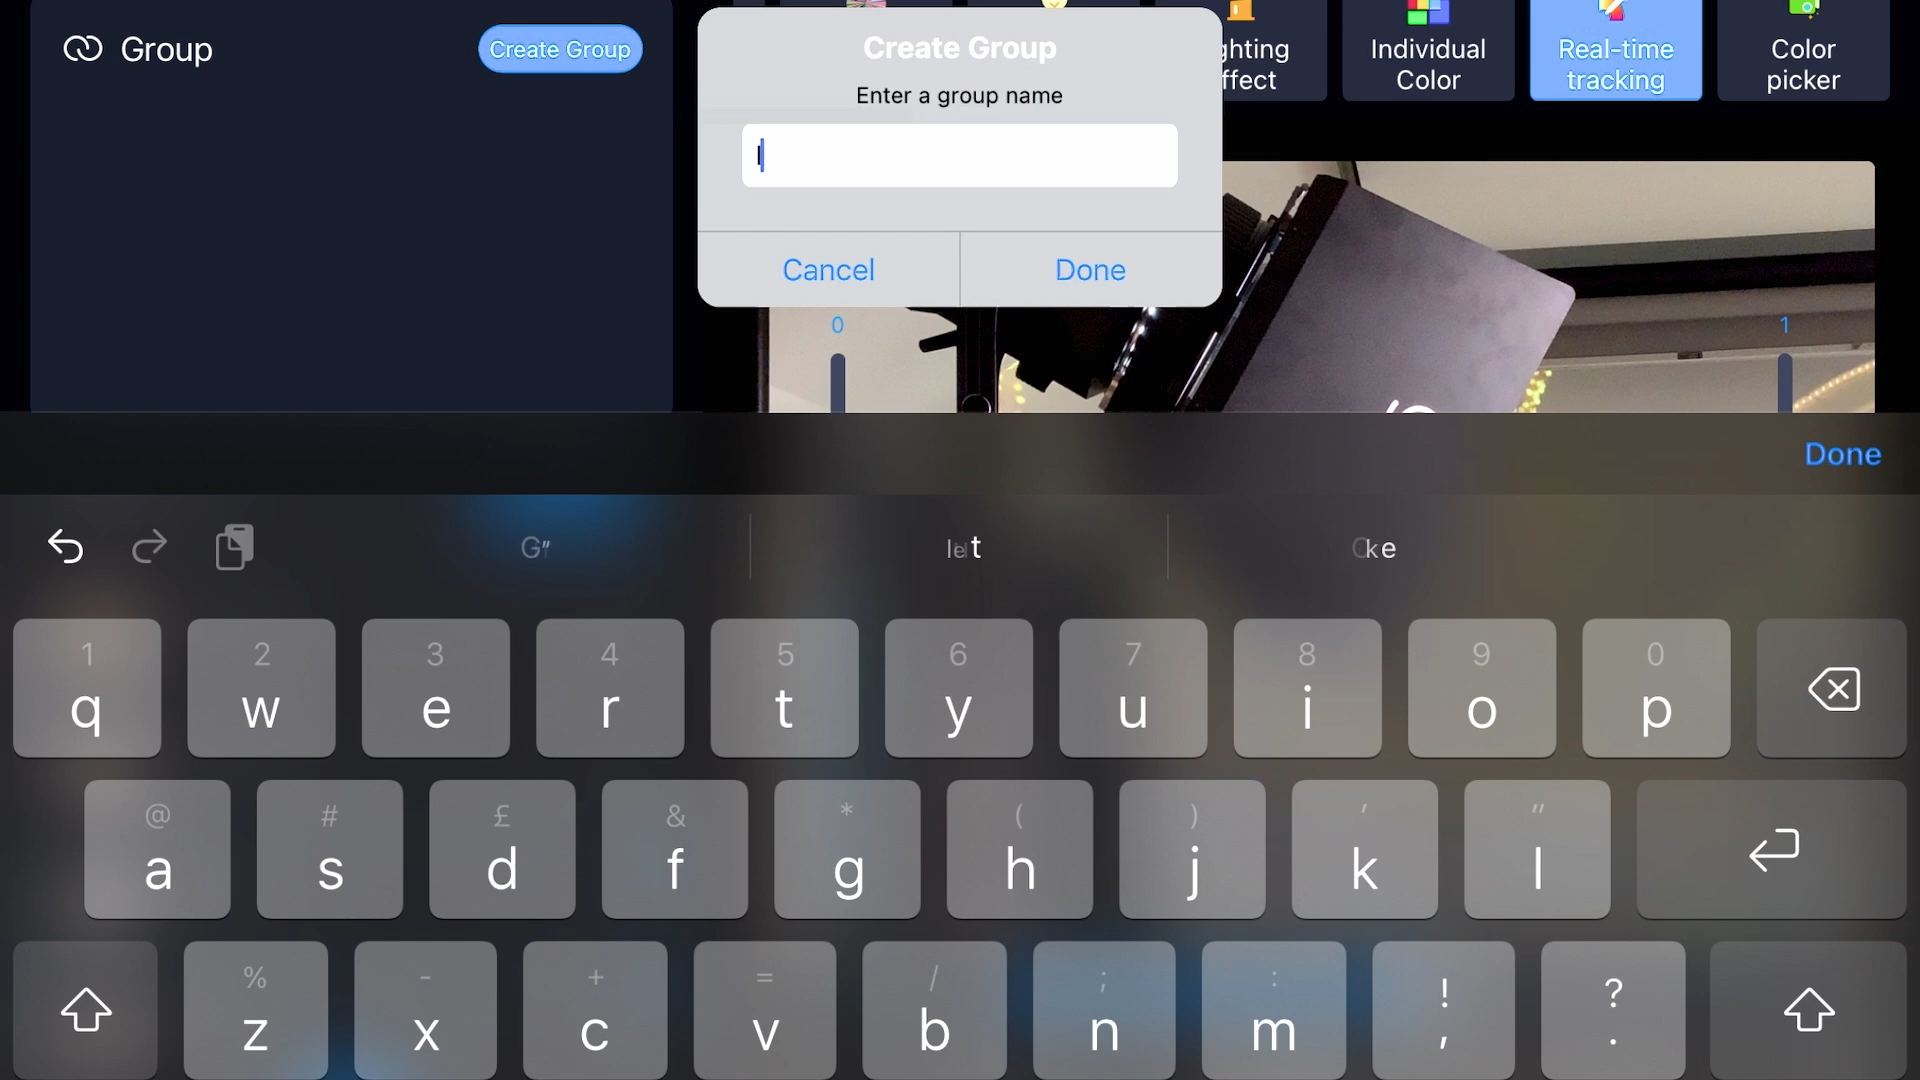 Group
Create Group
Create Group
Enter a group name
l
Cancel
Done
ghting
ffect
Individual
Color
Real-time
tracking
Color
picker
0
1
Done
1 2 3 4 5 6 7 8 9 0
q w e r t y u i o p
@ # £ & * ( ) ' "
a s d f g h j k l
% - + = / ; : ! ?
z x c v b n m , .